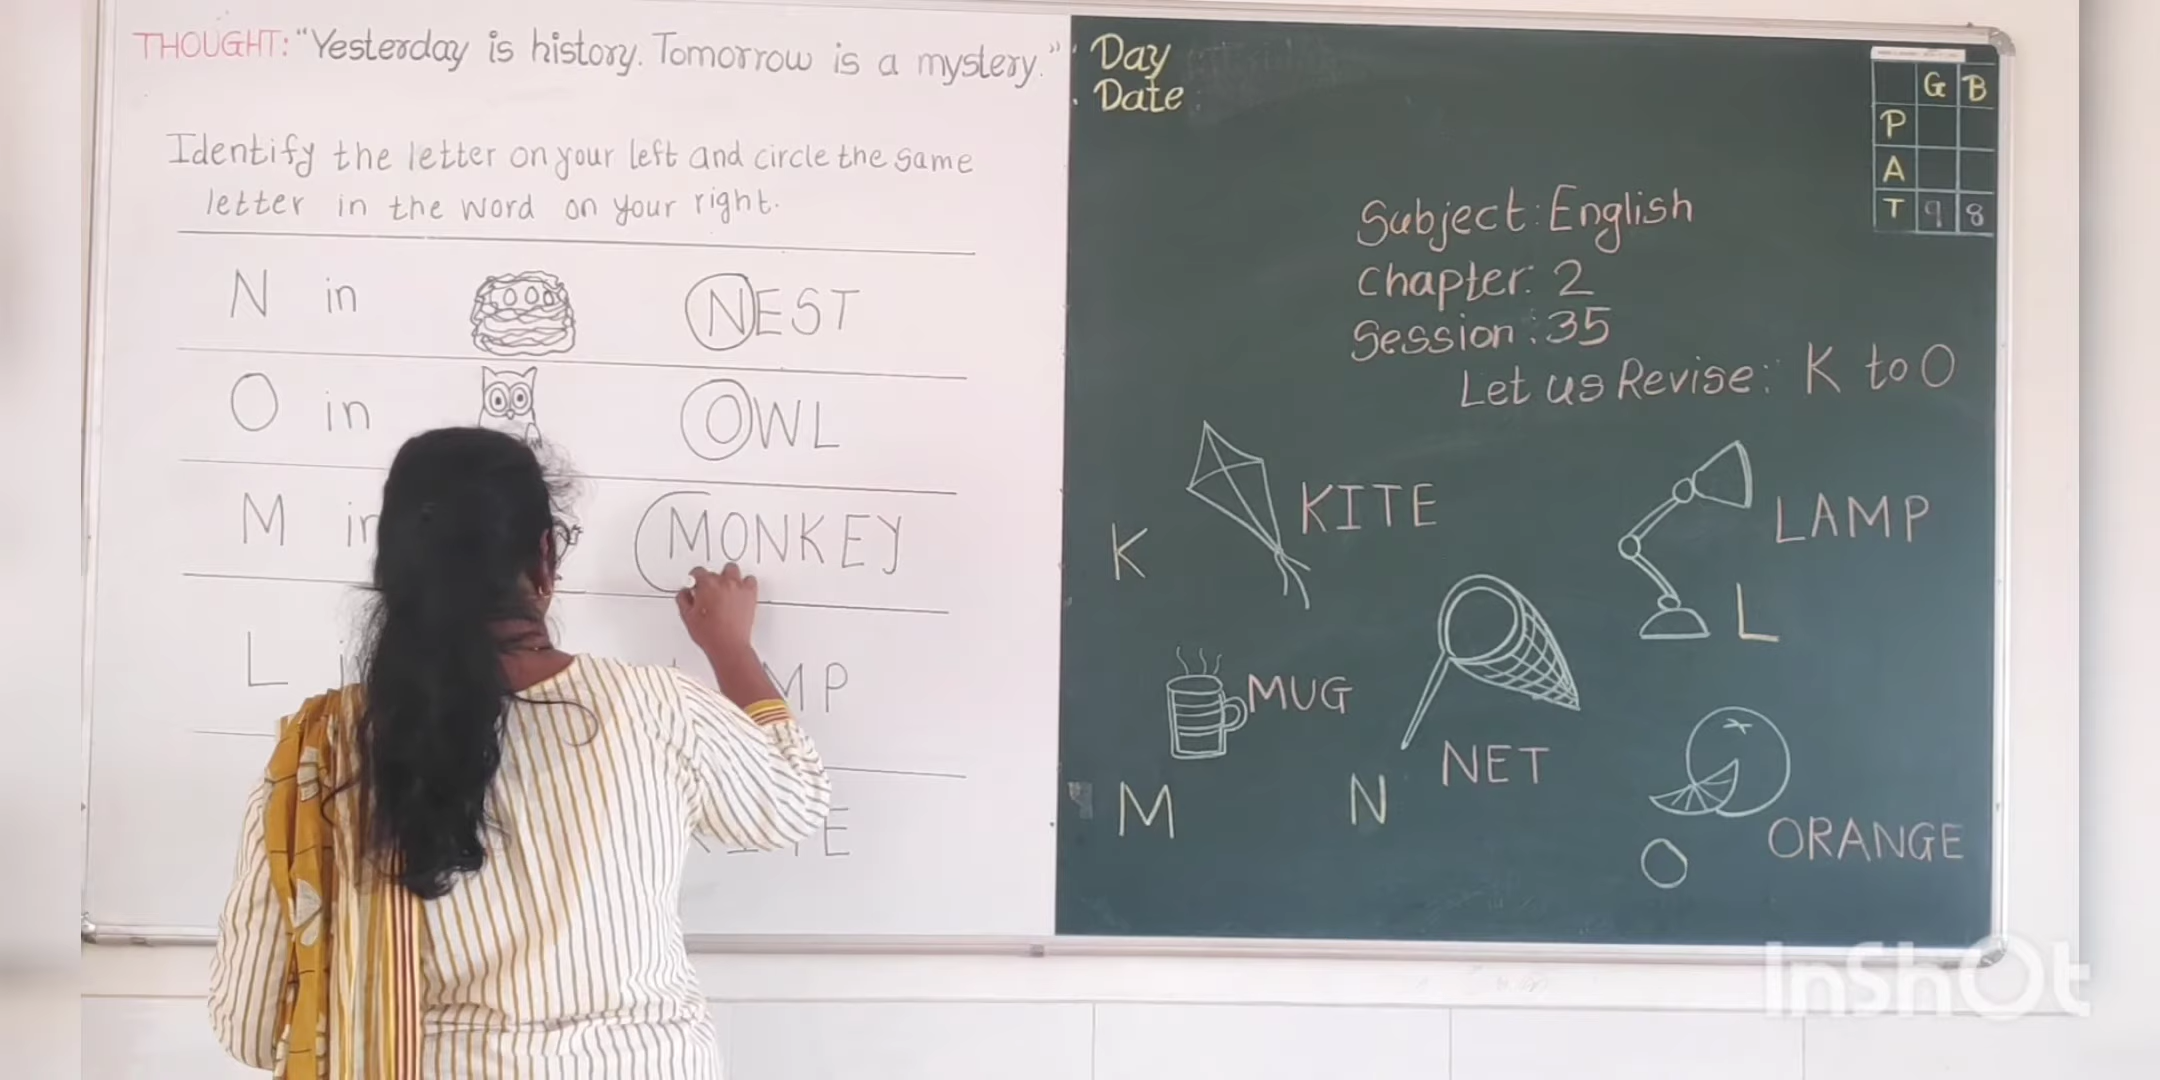 THOUGHT: "Yesterday is history. Tomorrow is a mystery."
Identify the letter on your left and circle the same
letter in the word on your right.
N in NEST
O in OWL
M in MONKEY
L MP
E
Day
Date
G B
P
A
T 9 8
Subject: English
Chapter: 2
Session: 35
Let us Revise: K to O
K KITE
LAMP
L
MUG
M
N NET
O ORANGE
InShOt